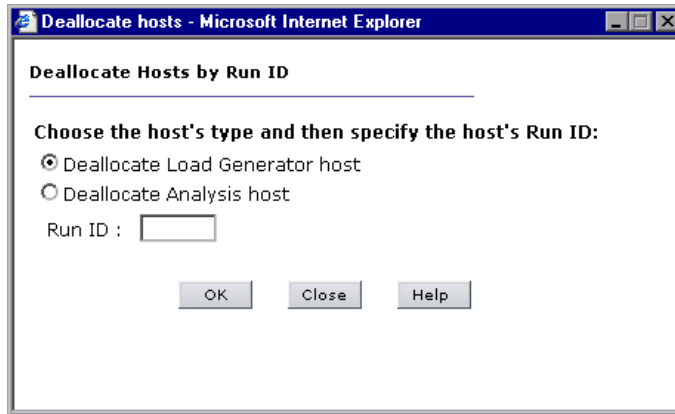 Deallocate hosts - Microsoft Internet Explorer
Deallocate Hosts by Run ID
Choose the host's type and then specify the host's Run ID:
Deallocate Load Generator host
Deallocate Analysis host
Run ID :
OK Close Help